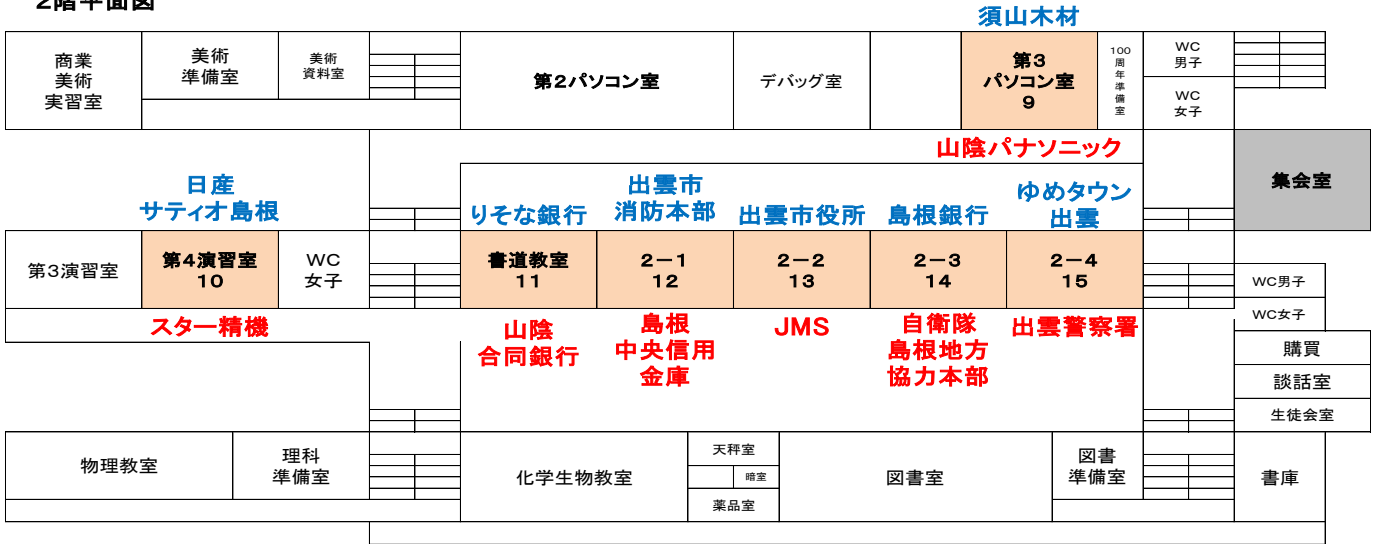 2階平面図
須山木材
商業
美術
実習室
美術
準備室
美術
資料室
第2パソコン室
デバッグ室
第3
パソコン室
9
100
周
年
準
備
室
WC
男子
WC
女子
山陰パナソニック
集会室
日産
サティオ島根
りそな銀行
出雲市
消防本部
出雲市役所
島根銀行
ゆめタウン
出雲
第3演習室
第4演習室
10
WC
女子
書道教室
11
2-1
12
2-2
13
2-3
14
2-4
15
WC男子
WC女子
スター精機
山陰
合同銀行
島根
中央信用
金庫
JMS
自衛隊
島根地方
協力本部
出雲警察署
購買
談話室
生徒会室
物理教室
理科
準備室
化学生物教室
天秤室
暗室
薬品室
図書室
図書
準備室
書庫